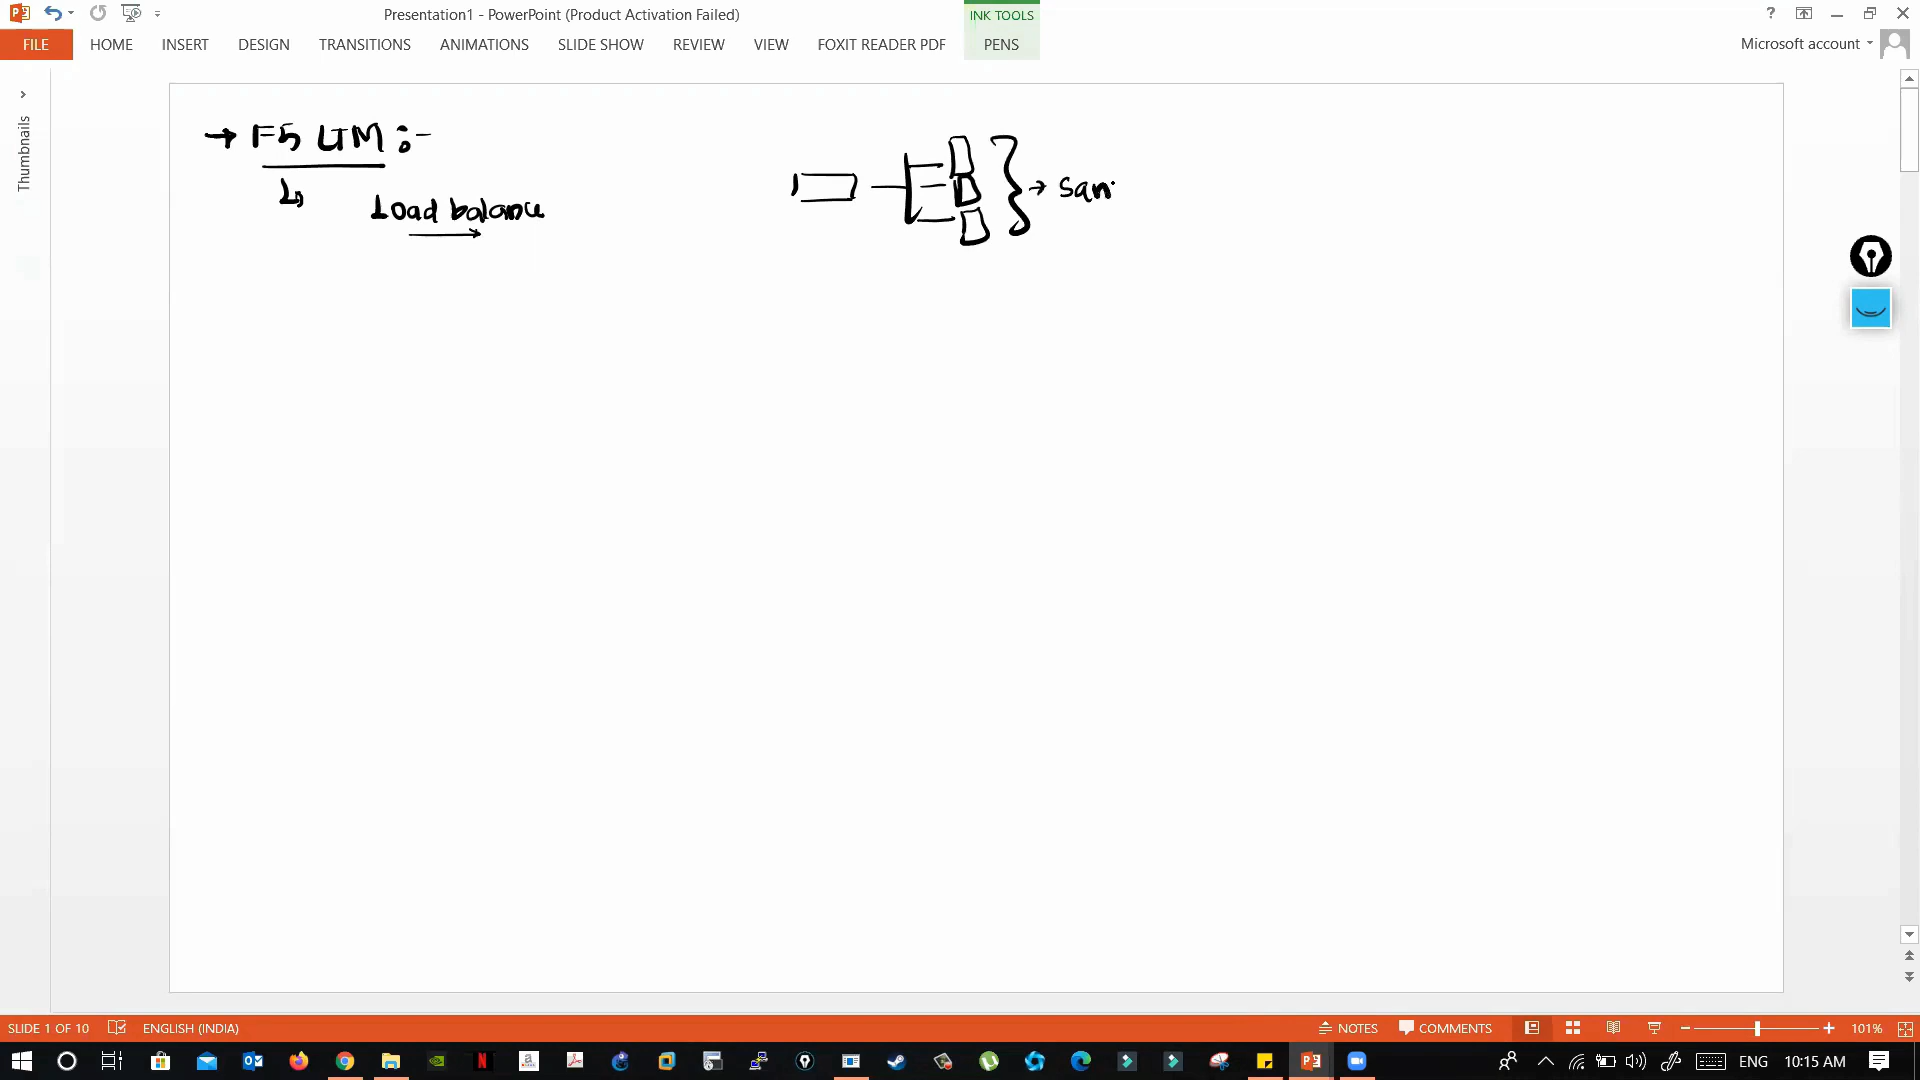 Presentation1 - PowerPoint (Product Activation Failed)
INK TOOLS
?
FILE HOME INSERT DESIGN TRANSITIONS ANIMATIONS SLIDE SHOW REVIEW VIEW FOXIT READER PDF PENS
Microsoft account
Thumbnails
→ F5 LTM :-
Load balance
→ sam
SLIDE 1 OF 10 ENGLISH (INDIA) NOTES COMMENTS 101%
ENG 10:15 AM